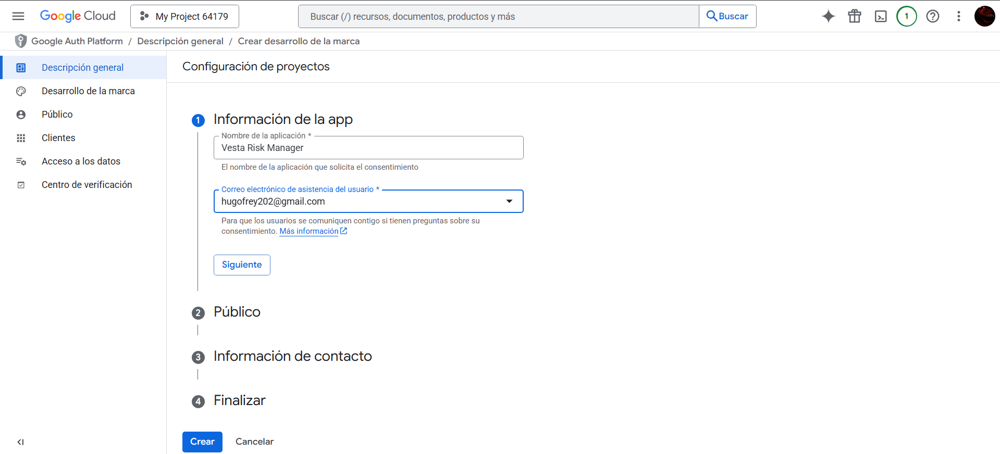 Google Cloud
My Project 64179
Buscar (/) recursos, documentos, productos y más
Buscar
1
Google Auth Platform / Descripción general / Crear desarrollo de la marca
Descripción general
Desarrollo de la marca
Público
Clientes
Acceso a los datos
Centro de verificación
Configuración de proyectos
1 Información de la app
Nombre de la aplicación *
Vesta Risk Manager
El nombre de la aplicación que solicita el consentimiento
Correo electrónico de asistencia del usuario *
hugofrey202@gmail.com
Para que los usuarios se comuniquen contigo si tienen preguntas sobre su
consentimiento. Más información
Siguiente
2 Público
3 Información de contacto
4 Finalizar
Crear
Cancelar